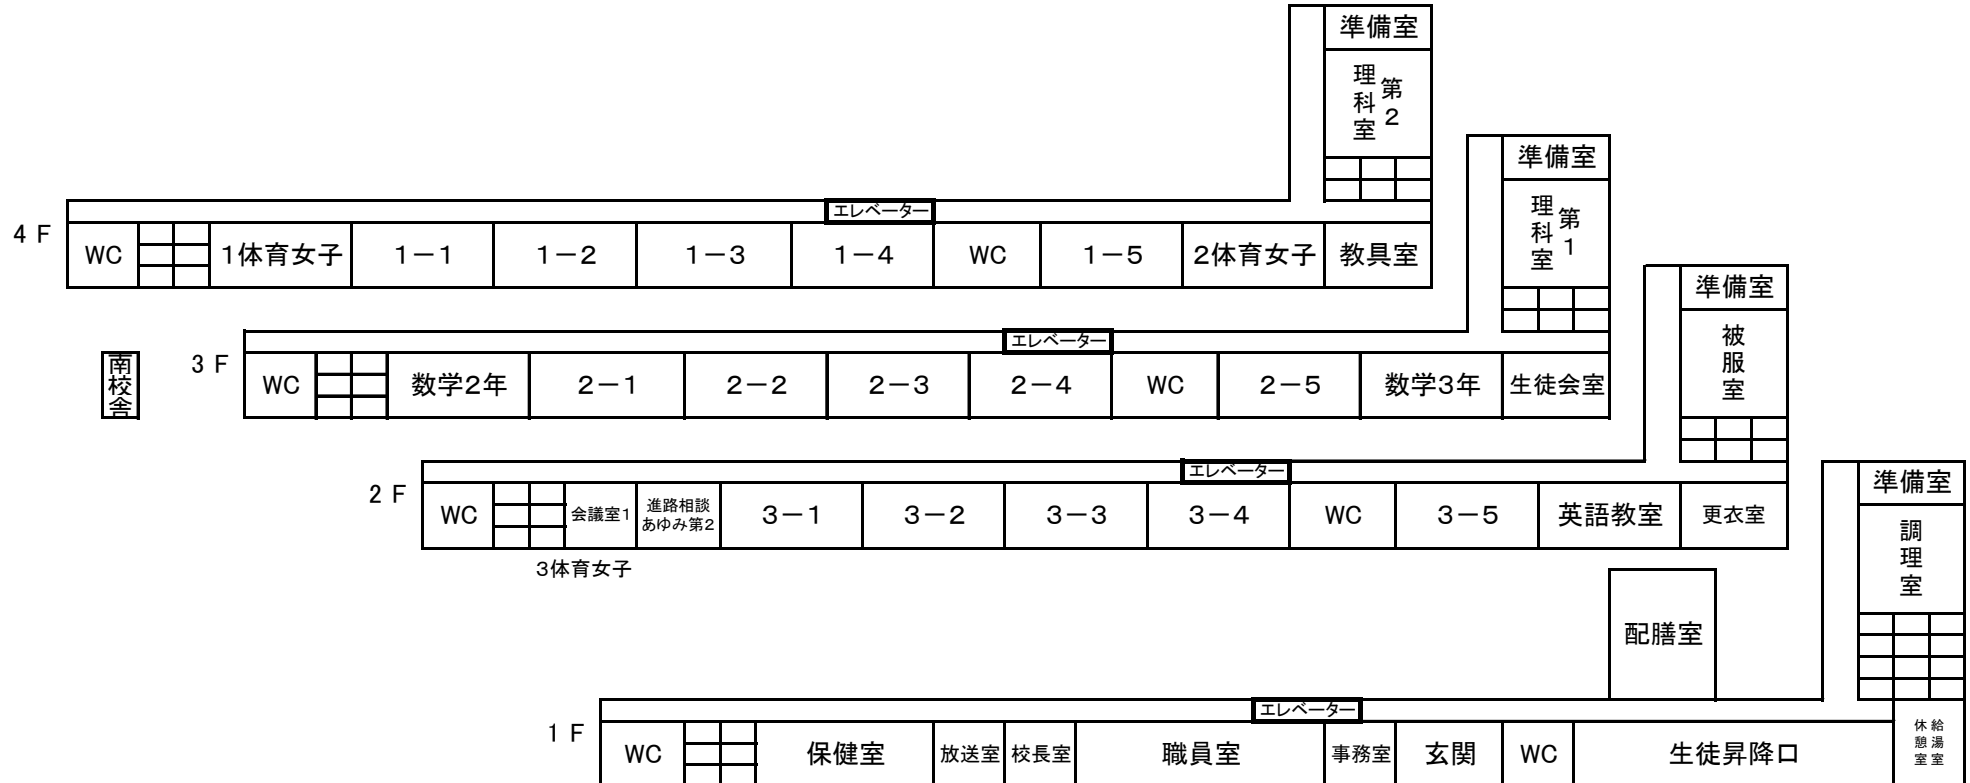 準備室
第2
理科室
4F
エレベーター
WC
1体育女子
1-1
1-2
1-3
1-4
WC
1-5
2体育女子
教具室
準備室
第1
理科室
南校舎
3F
エレベーター
WC
数学2年
2-1
2-2
2-3
2-4
WC
2-5
数学3年
生徒会室
準備室
被服室
2F
エレベーター
WC
会議室1
進路相談
あゆみ第2
3-1
3-2
3-3
3-4
WC
3-5
英語教室
更衣室
3体育女子
準備室
調理室
配膳室
1F
エレベーター
WC
保健室
放送室
校長室
職員室
事務室
玄関
WC
生徒昇降口
給湯室
休憩室